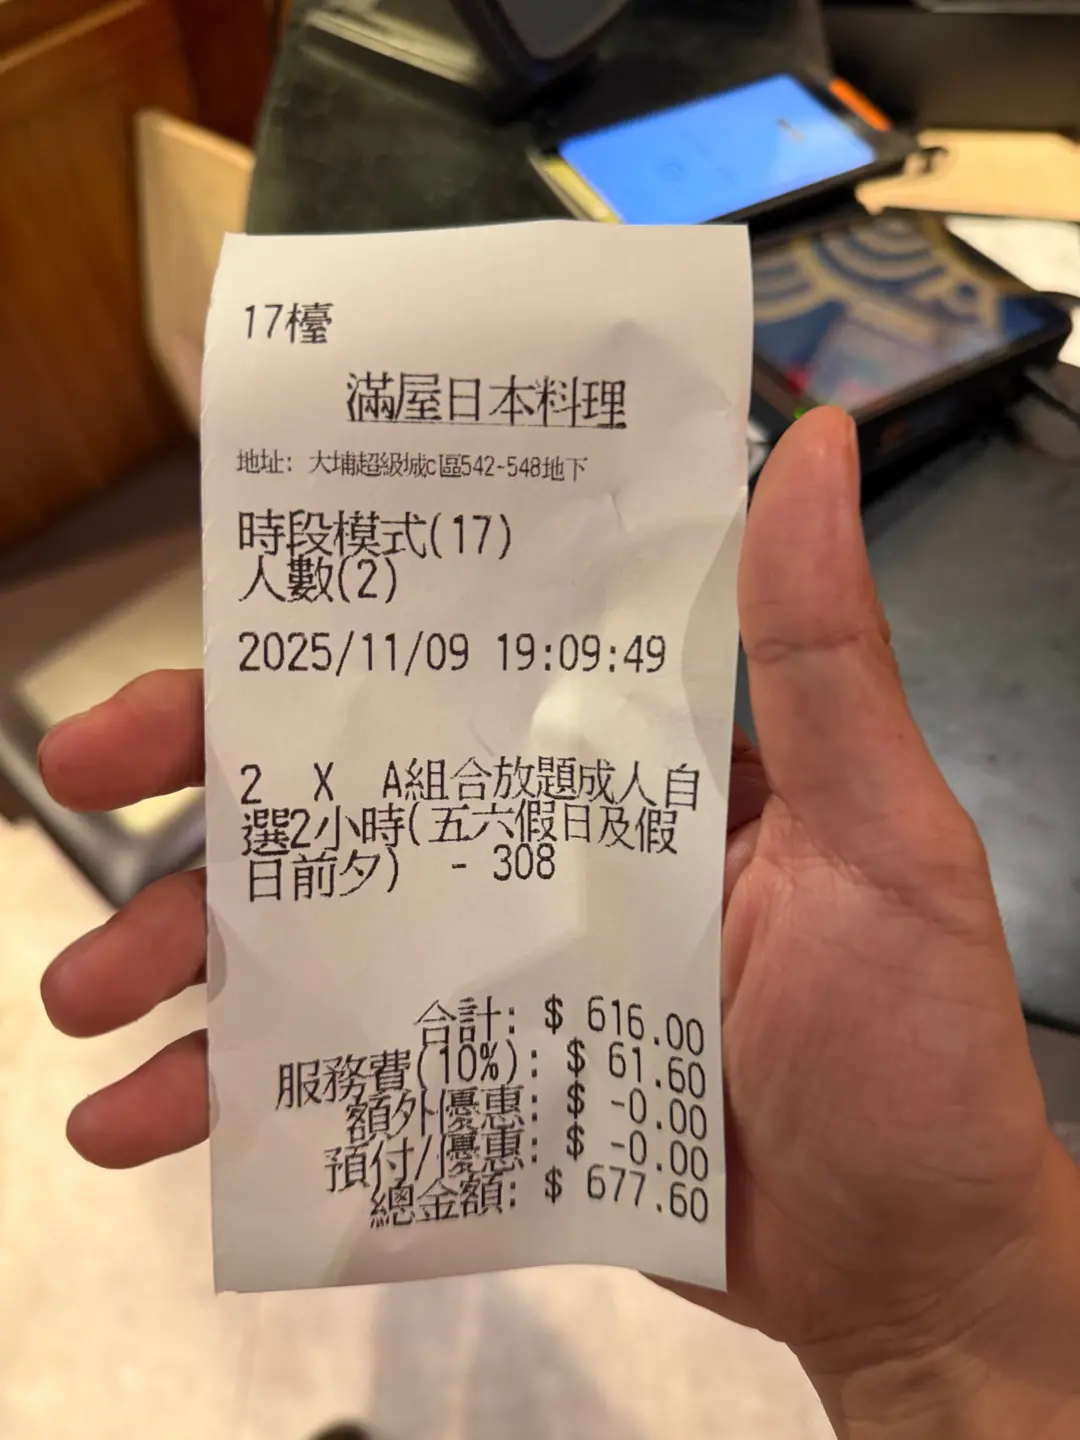 17檯
滿屋日本料理
地址: 大埔超級城c區542-548地下
時段模式(17)
人數(2)
2025/11/09 19:09:49
2 X A組合放題成人自
選2小時(五六假日及假
日前夕) - 308
合計: $ 616.00
服務費(10%): $ 61.60
額外優惠: $ -0.00
預付/優惠: $ -0.00
總金額: $ 677.60